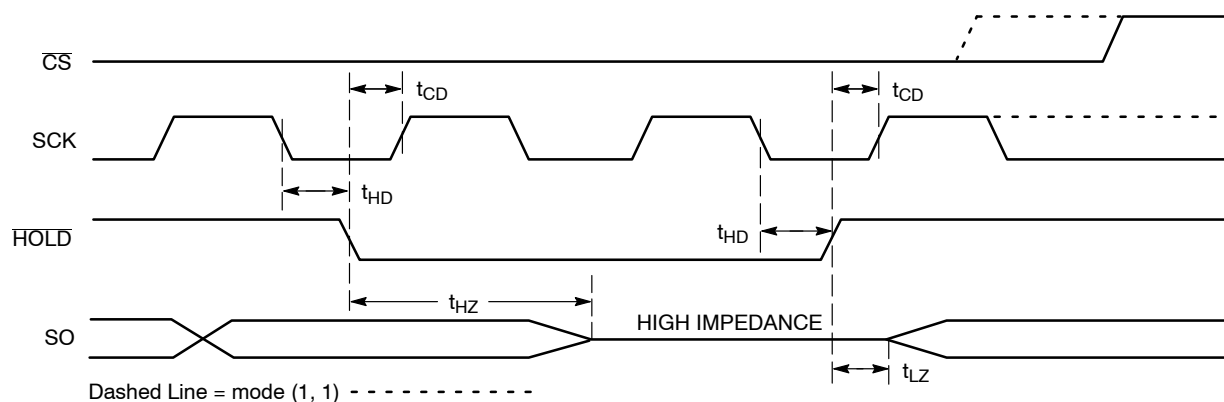 CS
tCD
tCD
SCK
tHD
HOLD
tHD
tHZ
HIGH IMPEDANCE
SO
tLZ
Dashed Line = mode (1, 1)